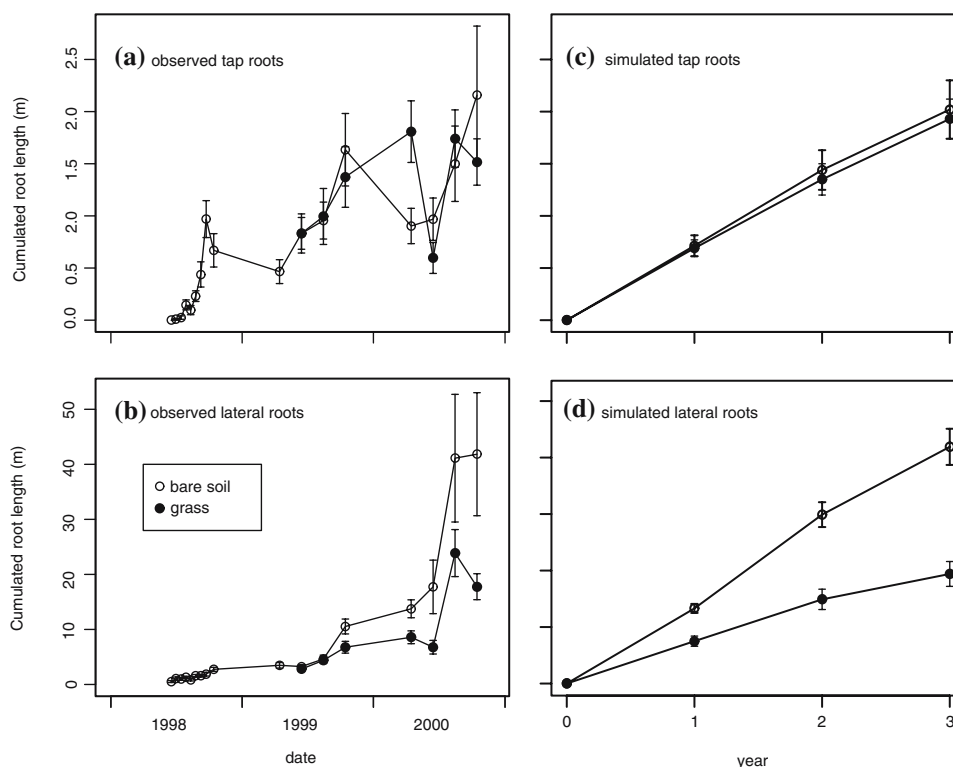 (a) observed tap roots
(c) simulated tap roots
Cumulated root length (m)
2.5
2.0
1.5
2.0
0.5
0.0
(b) observed lateral roots
(d) simulated lateral roots
Cumulated root length (m)
50
40
30
20
10
0
bare soil
grass
1998
1999
2000
date
0
1
2
3
year